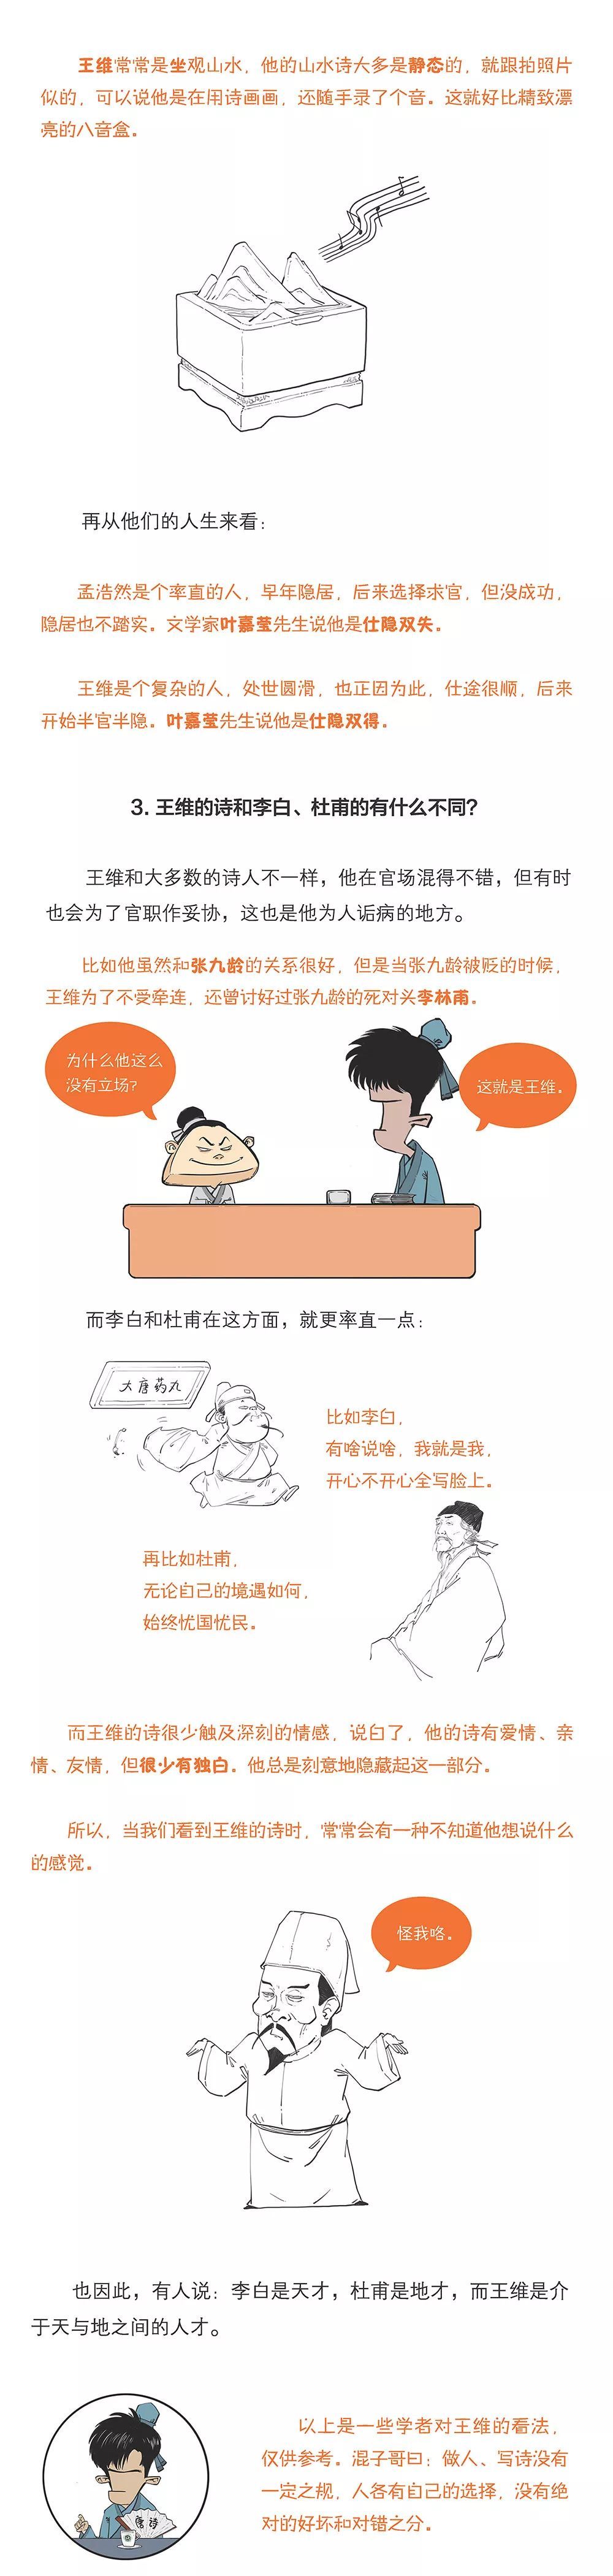 王维常常是坐观山水，他的山水诗大多是静态的，就跟拍照片
似的，可以说他是在用诗画画，还随手录了个音。这就好比精致漂
亮的八音盒。
再从他们的人生来看：
孟浩然是个率直的人，早年隐居，后来选择求官，但没成功，
隐居也不踏实。文学家叶嘉莹先生说他是仕隐双失。
王维是个复杂的人，处世圆滑，也正因为此，仕途很顺，后来
开始半官半隐。叶嘉莹先生说他是仕隐双得。
3. 王维的诗和李白、杜甫的有什么不同？
王维和大多数的诗人不一样，他在官场混得不错，但有时
也会为了官职作妥协，这也是他为人诟病的地方。
比如他虽然和张九龄的关系很好，但是当张九龄被贬的时候，
王维为了不受牵连，还曾讨好过张九龄的死对头李林甫。
为什么他这么
没有立场？
这就是王维。
而李白和杜甫在这方面，就更率直一点：
大唐药丸
比如李白，
有啥说啥，我就是我，
开心不开心全写脸上。
再比如杜甫，
无论自己的境遇如何，
始终忧国忧民。
而王维的诗很少触及深刻的情感，说白了，他的诗有爱情、亲
情、友情，但很少有独白。他总是刻意地隐藏起这一部分。
所以，当我们看到王维的诗时，常常会有一种不知道他想说什么
的感觉。
怪我咯。
也因此，有人说：李白是天才，杜甫是地才，而王维是介
于天与地之间的人才。
唐诗
以上是一些学者对王维的看法，
仅供参考。混子哥曰：做人、写诗没有
一定之规，人各有自己的选择，没有绝
对的好坏和对错之分。